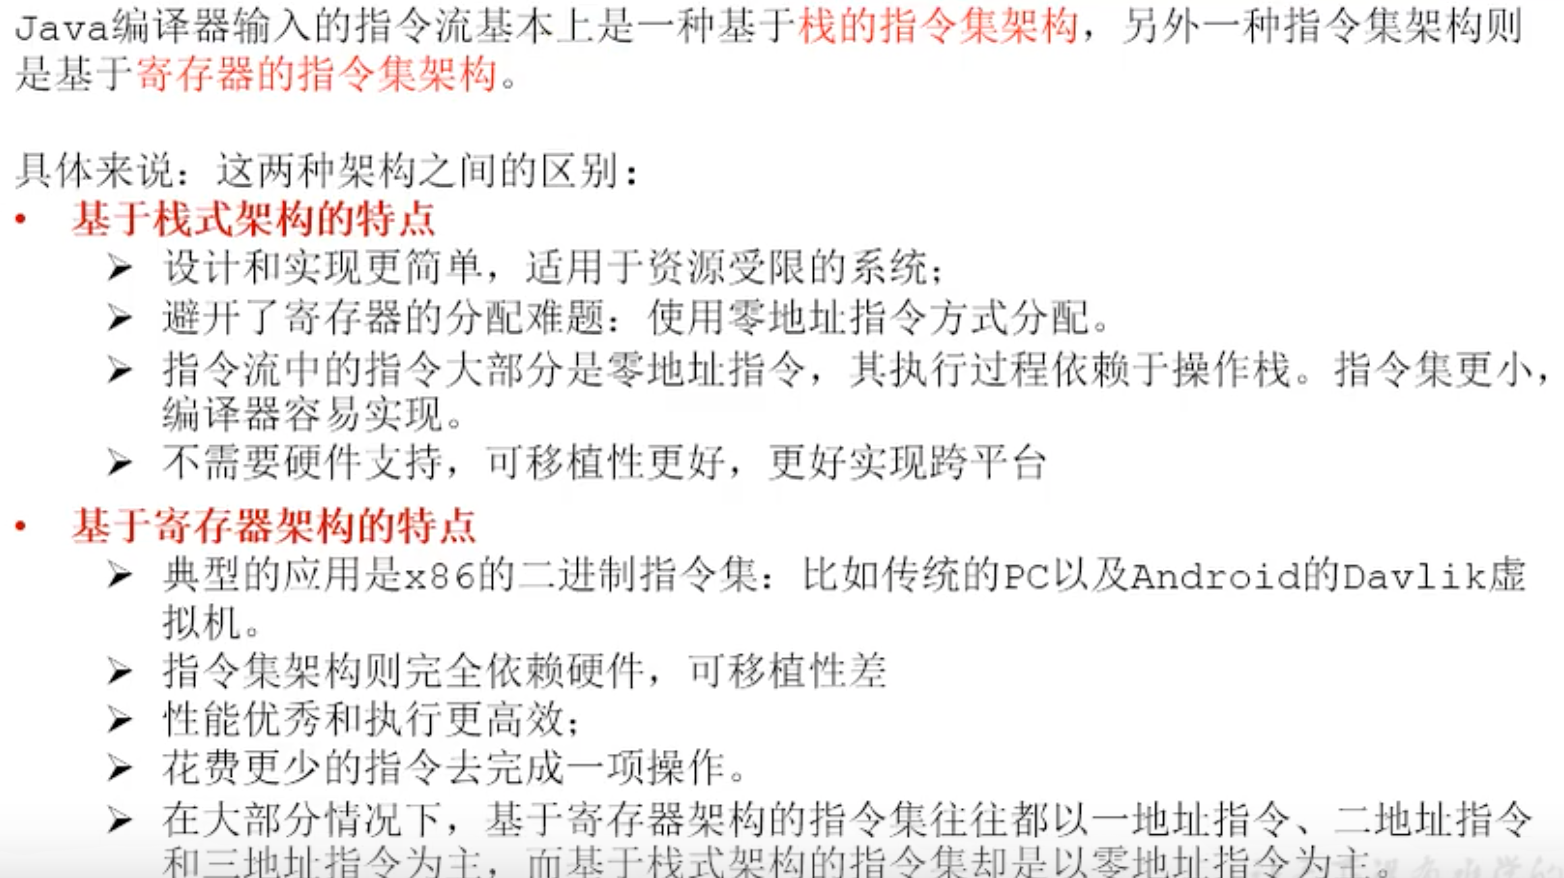 Java编译器输入的指令流基本上是一种基于栈的指令集架构，另外一种指令集架构则
是基于寄存器的指令集架构。
具体来说：这两种架构之间的区别：
• 基于栈式架构的特点
➢ 设计和实现更简单，适用于资源受限的系统；
➢ 避开了寄存器的分配难题：使用零地址指令方式分配。
➢ 指令流中的指令大部分是零地址指令，其执行过程依赖于操作栈。指令集更小，
编译器容易实现。
➢ 不需要硬件支持，可移植性更好，更好实现跨平台
• 基于寄存器架构的特点
➢ 典型的应用是x86的二进制指令集：比如传统的PC以及Android的Davlik虚
拟机。
➢ 指令集架构则完全依赖硬件，可移植性差
➢ 性能优秀和执行更高效；
➢ 花费更少的指令去完成一项操作。
➢ 在大部分情况下，基于寄存器架构的指令集往往都以一地址指令、二地址指令
和三地址指令为主，而基于栈式架构的指令集却是以零地址指令为主。